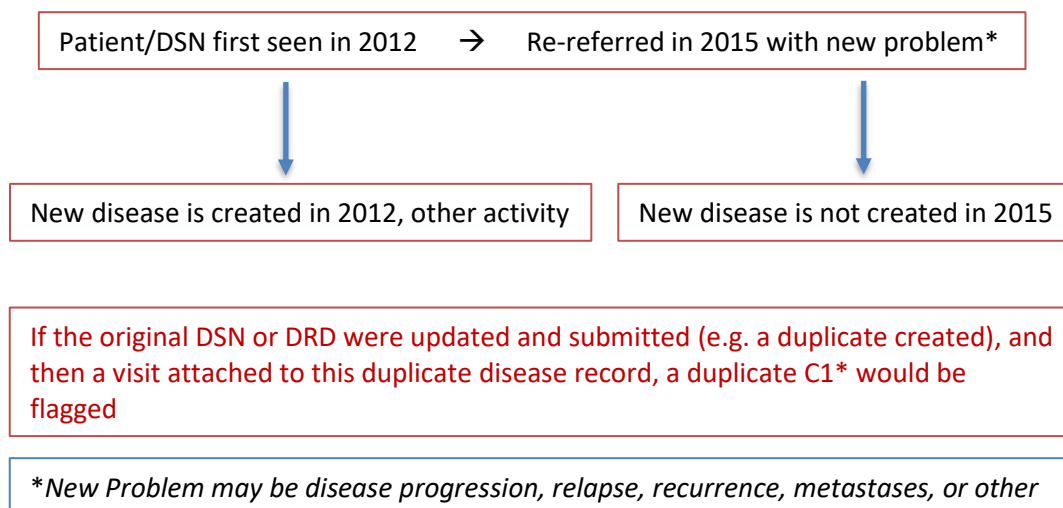 Patient/DSN first seen in 2012 → Re-referred in 2015 with new problem*
New disease is created in 2012, other activity
New disease is not created in 2015
If the original DSN or DRD were updated and submitted (e.g. a duplicate created), and
then a visit attached to this duplicate disease record, a duplicate C1* would be
flagged
*New Problem may be disease progression, relapse, recurrence, metastases, or other